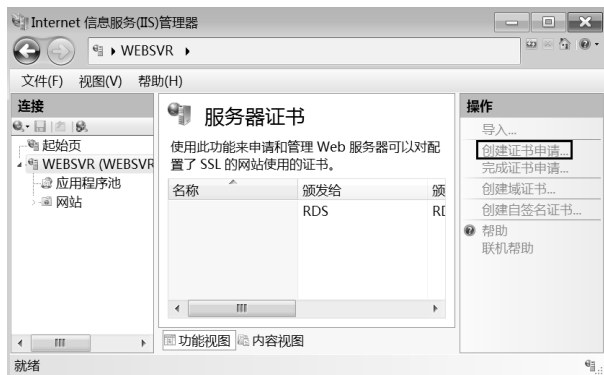 Internet 信息服务(IIS)管理器
WEBSVR
文件(F) 视图(V) 帮助(H)
连接
起始页
WEBSVR (WEBSVR
应用程序池
网站
服务器证书
使用此功能来申请和管理 Web 服务器可以对配
置了 SSL 的网站使用的证书。
名称 颁发给 颁
RDS RD
功能视图 内容视图
操作
导入...
创建证书申请...
完成证书申请...
创建域证书...
创建自签名证书...
帮助
联机帮助
就绪